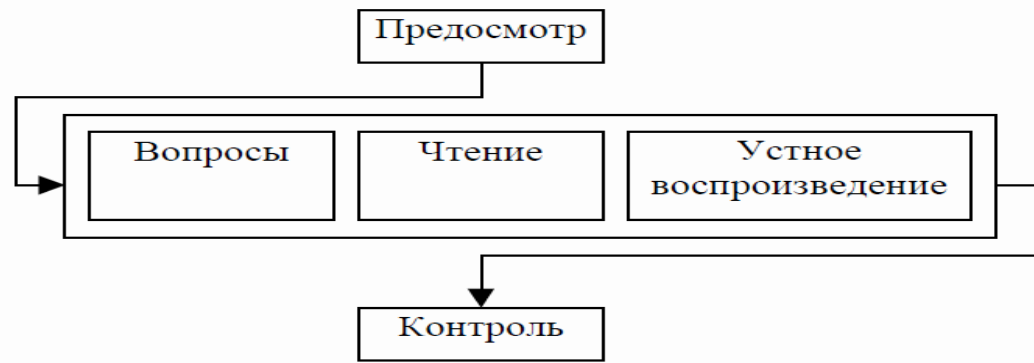 Предосмотр
Вопросы
Чтение
Устное
воспроизведение
Контроль